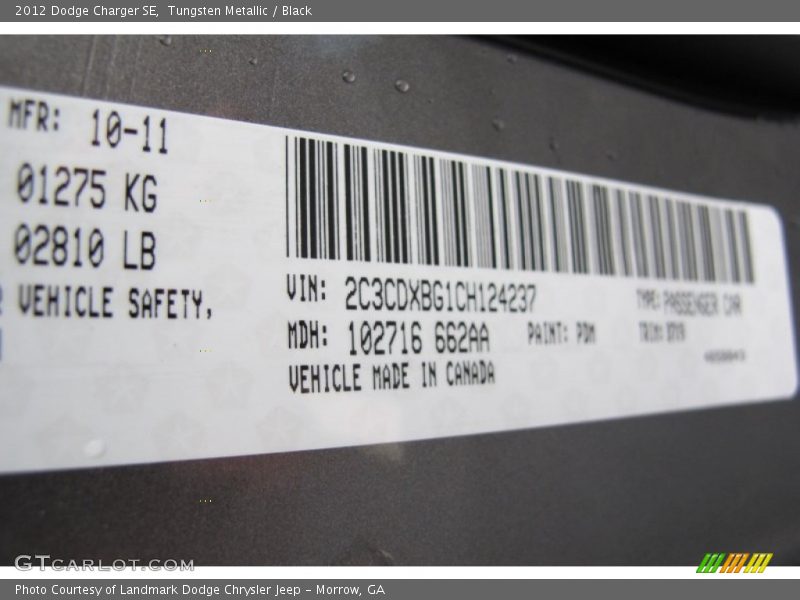 2012 Dodge Charger SE, Tungsten Metallic / Black
MFR: 10-11
01275 KG
02810 LB
VEHICLE SAFETY,
VIN: 2C3CDXBG1CH124237
TYPE: PASSENGER CAR
MDH: 102716 662AA
PAINT: PDM
TRIM:
VEHICLE MADE IN CANADA
GTCARLOT.COM
Photo Courtesy of Landmark Dodge Chrysler Jeep - Morrow, GA